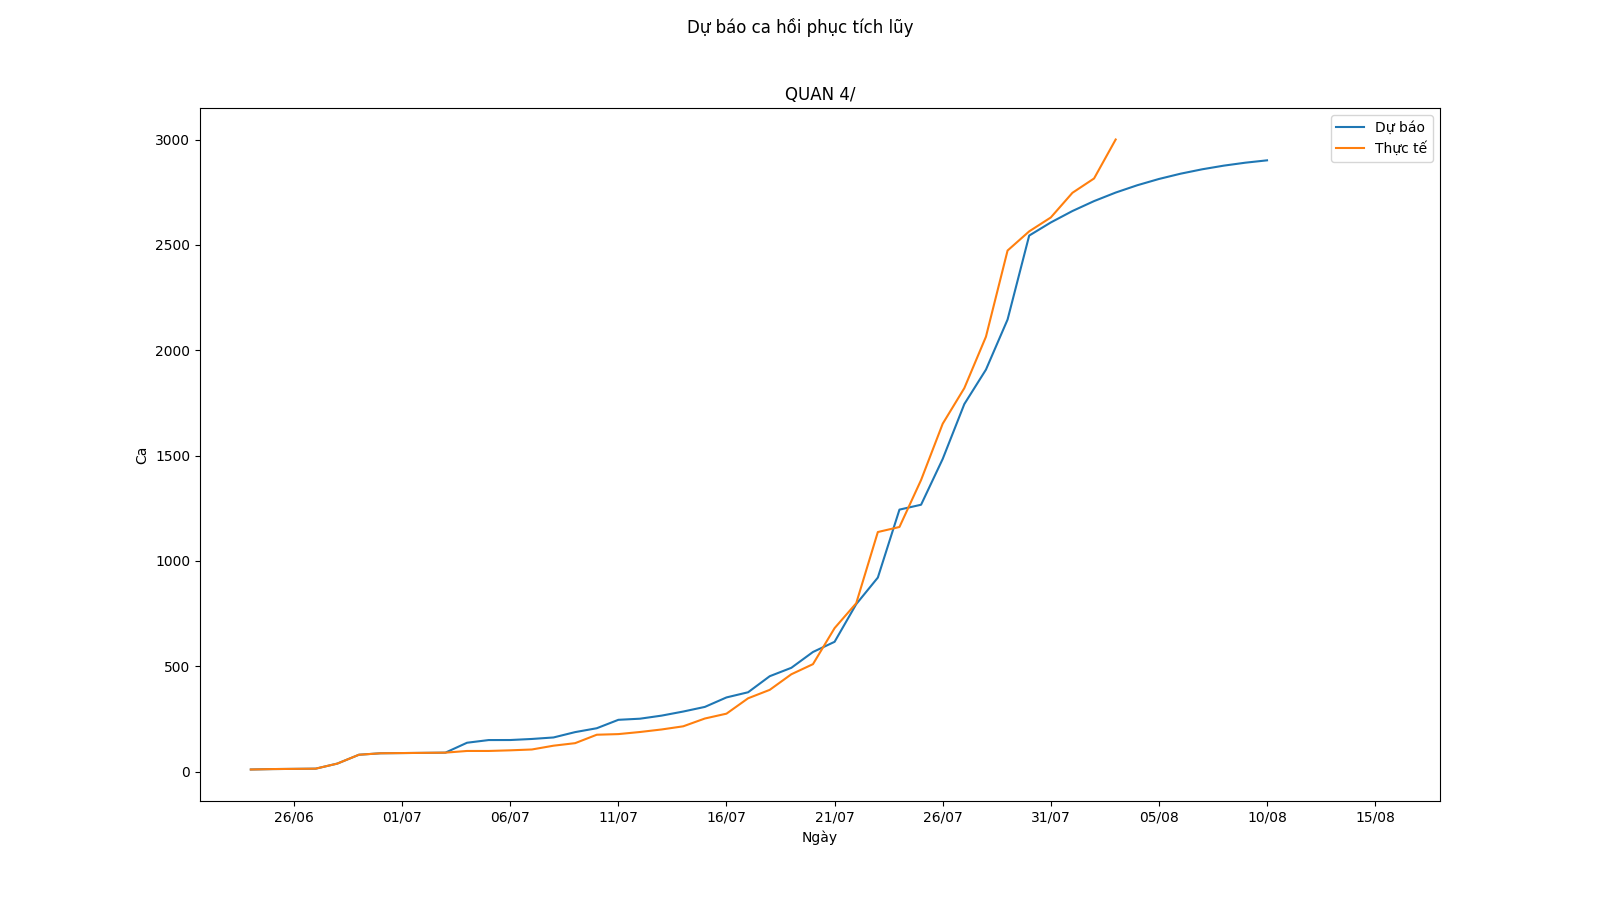 Dự báo ca hồi phục tích lũy
QUAN 4/
Dự báo
Thực tế
3000
2500
2000
1500
1000
500
0
Ca
26/06 01/07 06/07 11/07 16/07 21/07 26/07 31/07 05/08 10/08 15/08
Ngày